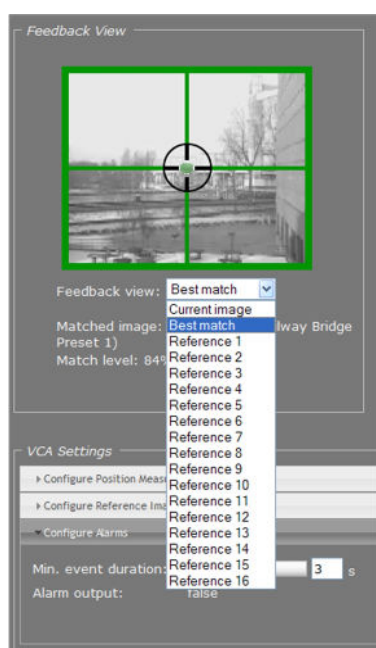 Feedback View
Feedback view: Best match
Current image
Matched image: Best match lway Bridge
Preset 1) Reference 1
Reference 2
Match level: 84% Reference 3
Reference 4
Reference 5
Reference 6
Reference 7
VCA Settings Reference 8
Reference 9
Configure Position Meas Reference 10
Reference 11
Configure Reference Ima Reference 12
Configure Alarms Reference 13
Reference 14
Min. event duration: Reference 15 3 s
Reference 16
Alarm output: false